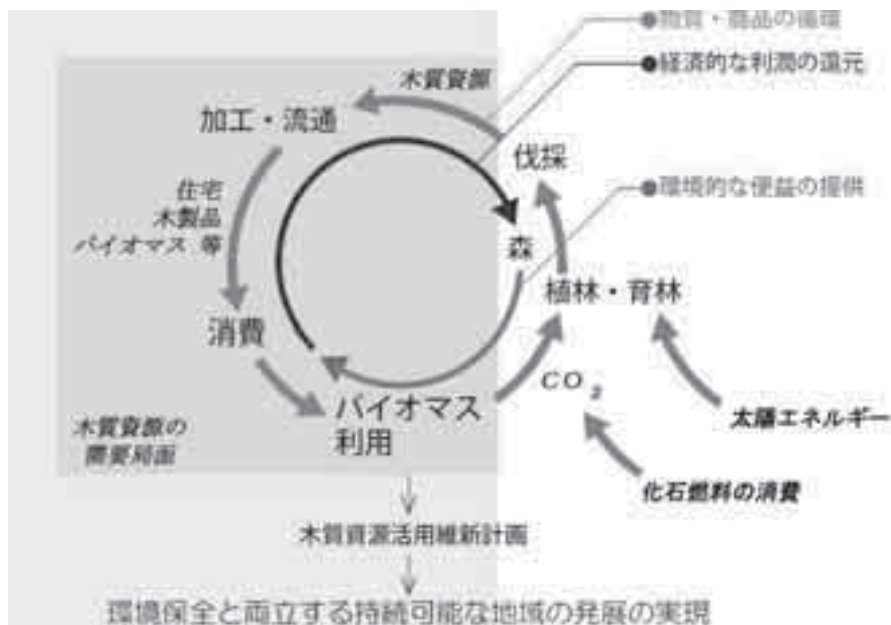 ●物質・商品の循環
●経済的な利潤の還元
木質資源
加工・流通
伐採
●環境的な便益の提供
住宅
木製品
バイオマス 等
森
植林・育林
消費
CO₂
バイオマス
利用
太陽エネルギー
木質資源の
需要局面
化石燃料の消費
木質資源活用維新計画
環境保全と両立する持続可能な地域の発展の実現